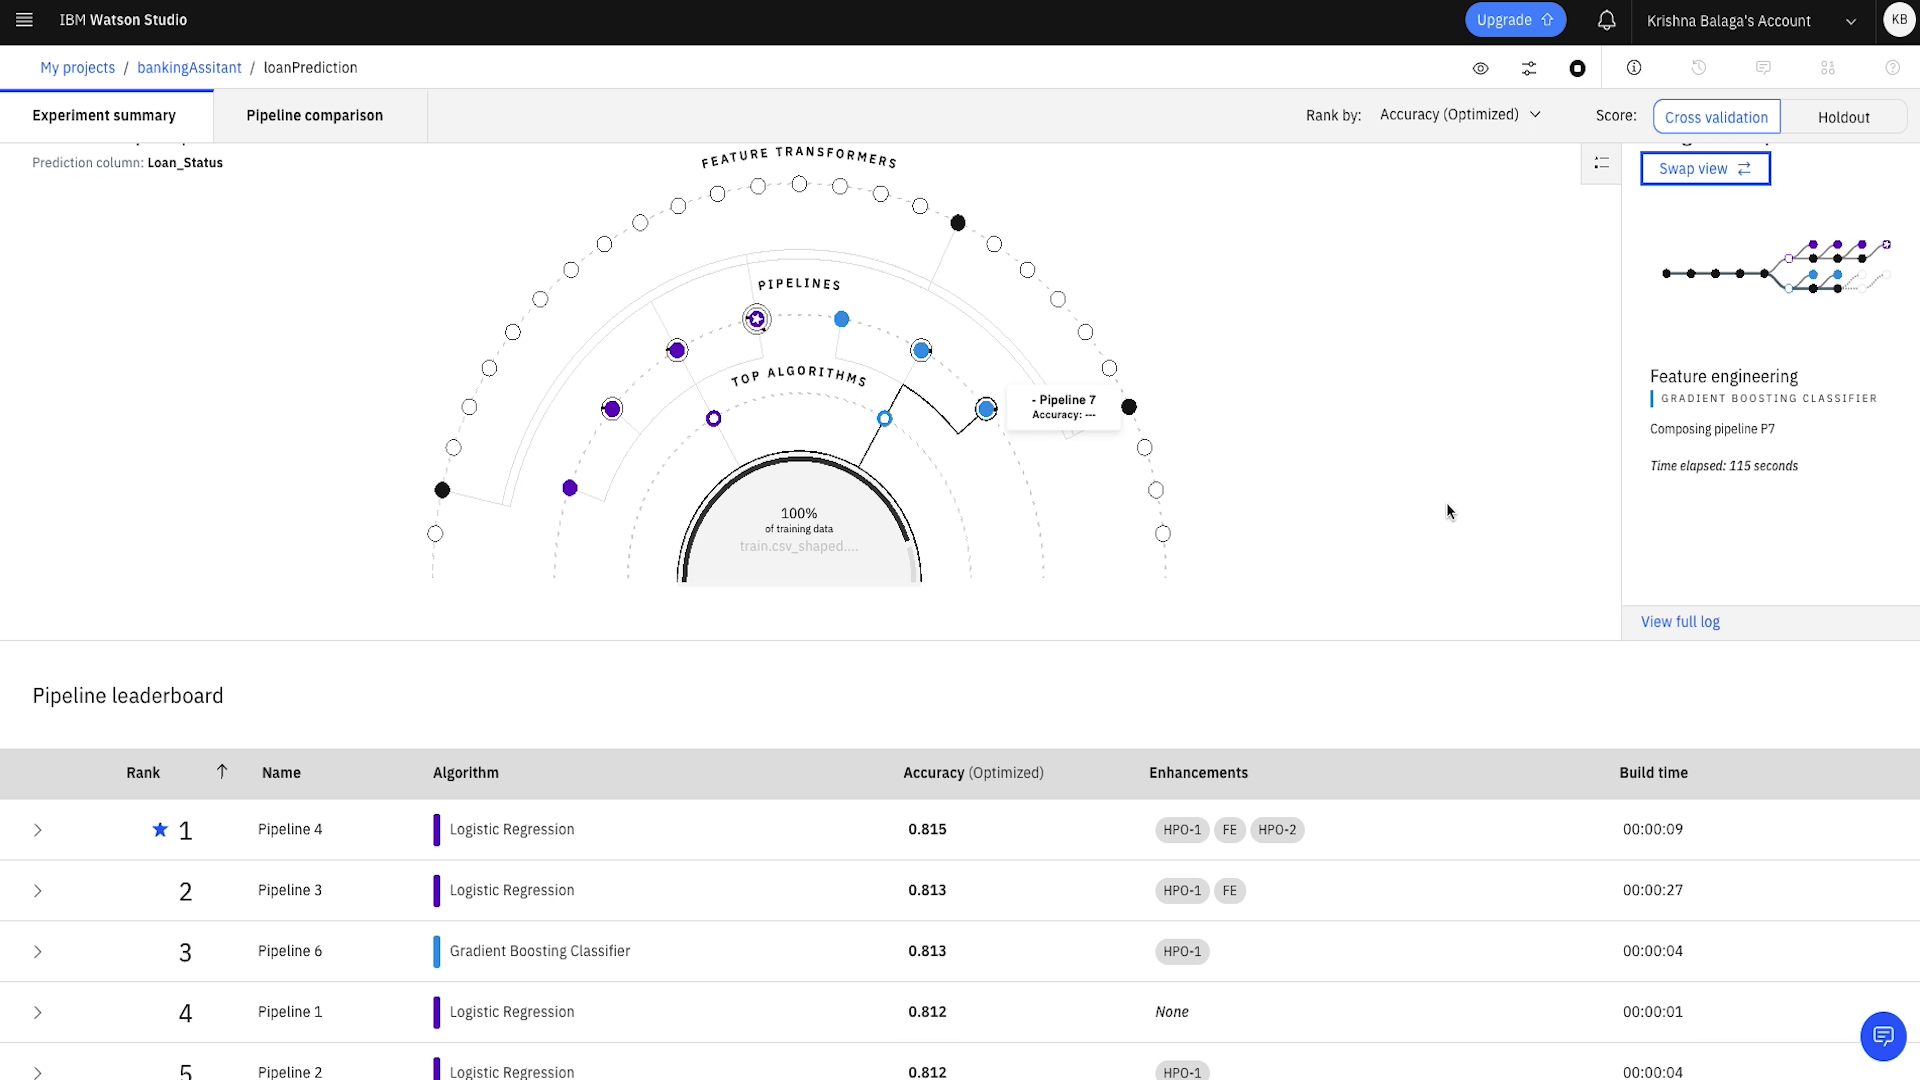 IBM Watson Studio
Upgrade
Krishna Balaga's Account
KB
My projects / bankingAssitant / loanPrediction
Experiment summary
Pipeline comparison
Rank by: Accuracy (Optimized)
Score: Cross validation Holdout
Prediction column: Loan_Status
FEATURE TRANSFORMERS
Swap view
PIPELINES
TOP ALGORITHMS
- Pipeline 7
Accuracy: ---
100%
of training data
train.csv_shaped....
Feature engineering
GRADIENT BOOSTING CLASSIFIER
Composing pipeline P7
Time elapsed: 115 seconds
View full log
Pipeline leaderboard
Rank Name Algorithm Accuracy (Optimized) Enhancements Build time
1 Pipeline 4 Logistic Regression 0.815 HPO-1 FE HPO-2 00:00:09
2 Pipeline 3 Logistic Regression 0.813 HPO-1 FE 00:00:27
3 Pipeline 6 Gradient Boosting Classifier 0.813 HPO-1 00:00:04
4 Pipeline 1 Logistic Regression 0.812 None 00:00:01
5 Pipeline 2 Logistic Regression 0.812 HPO-1 00:00:04